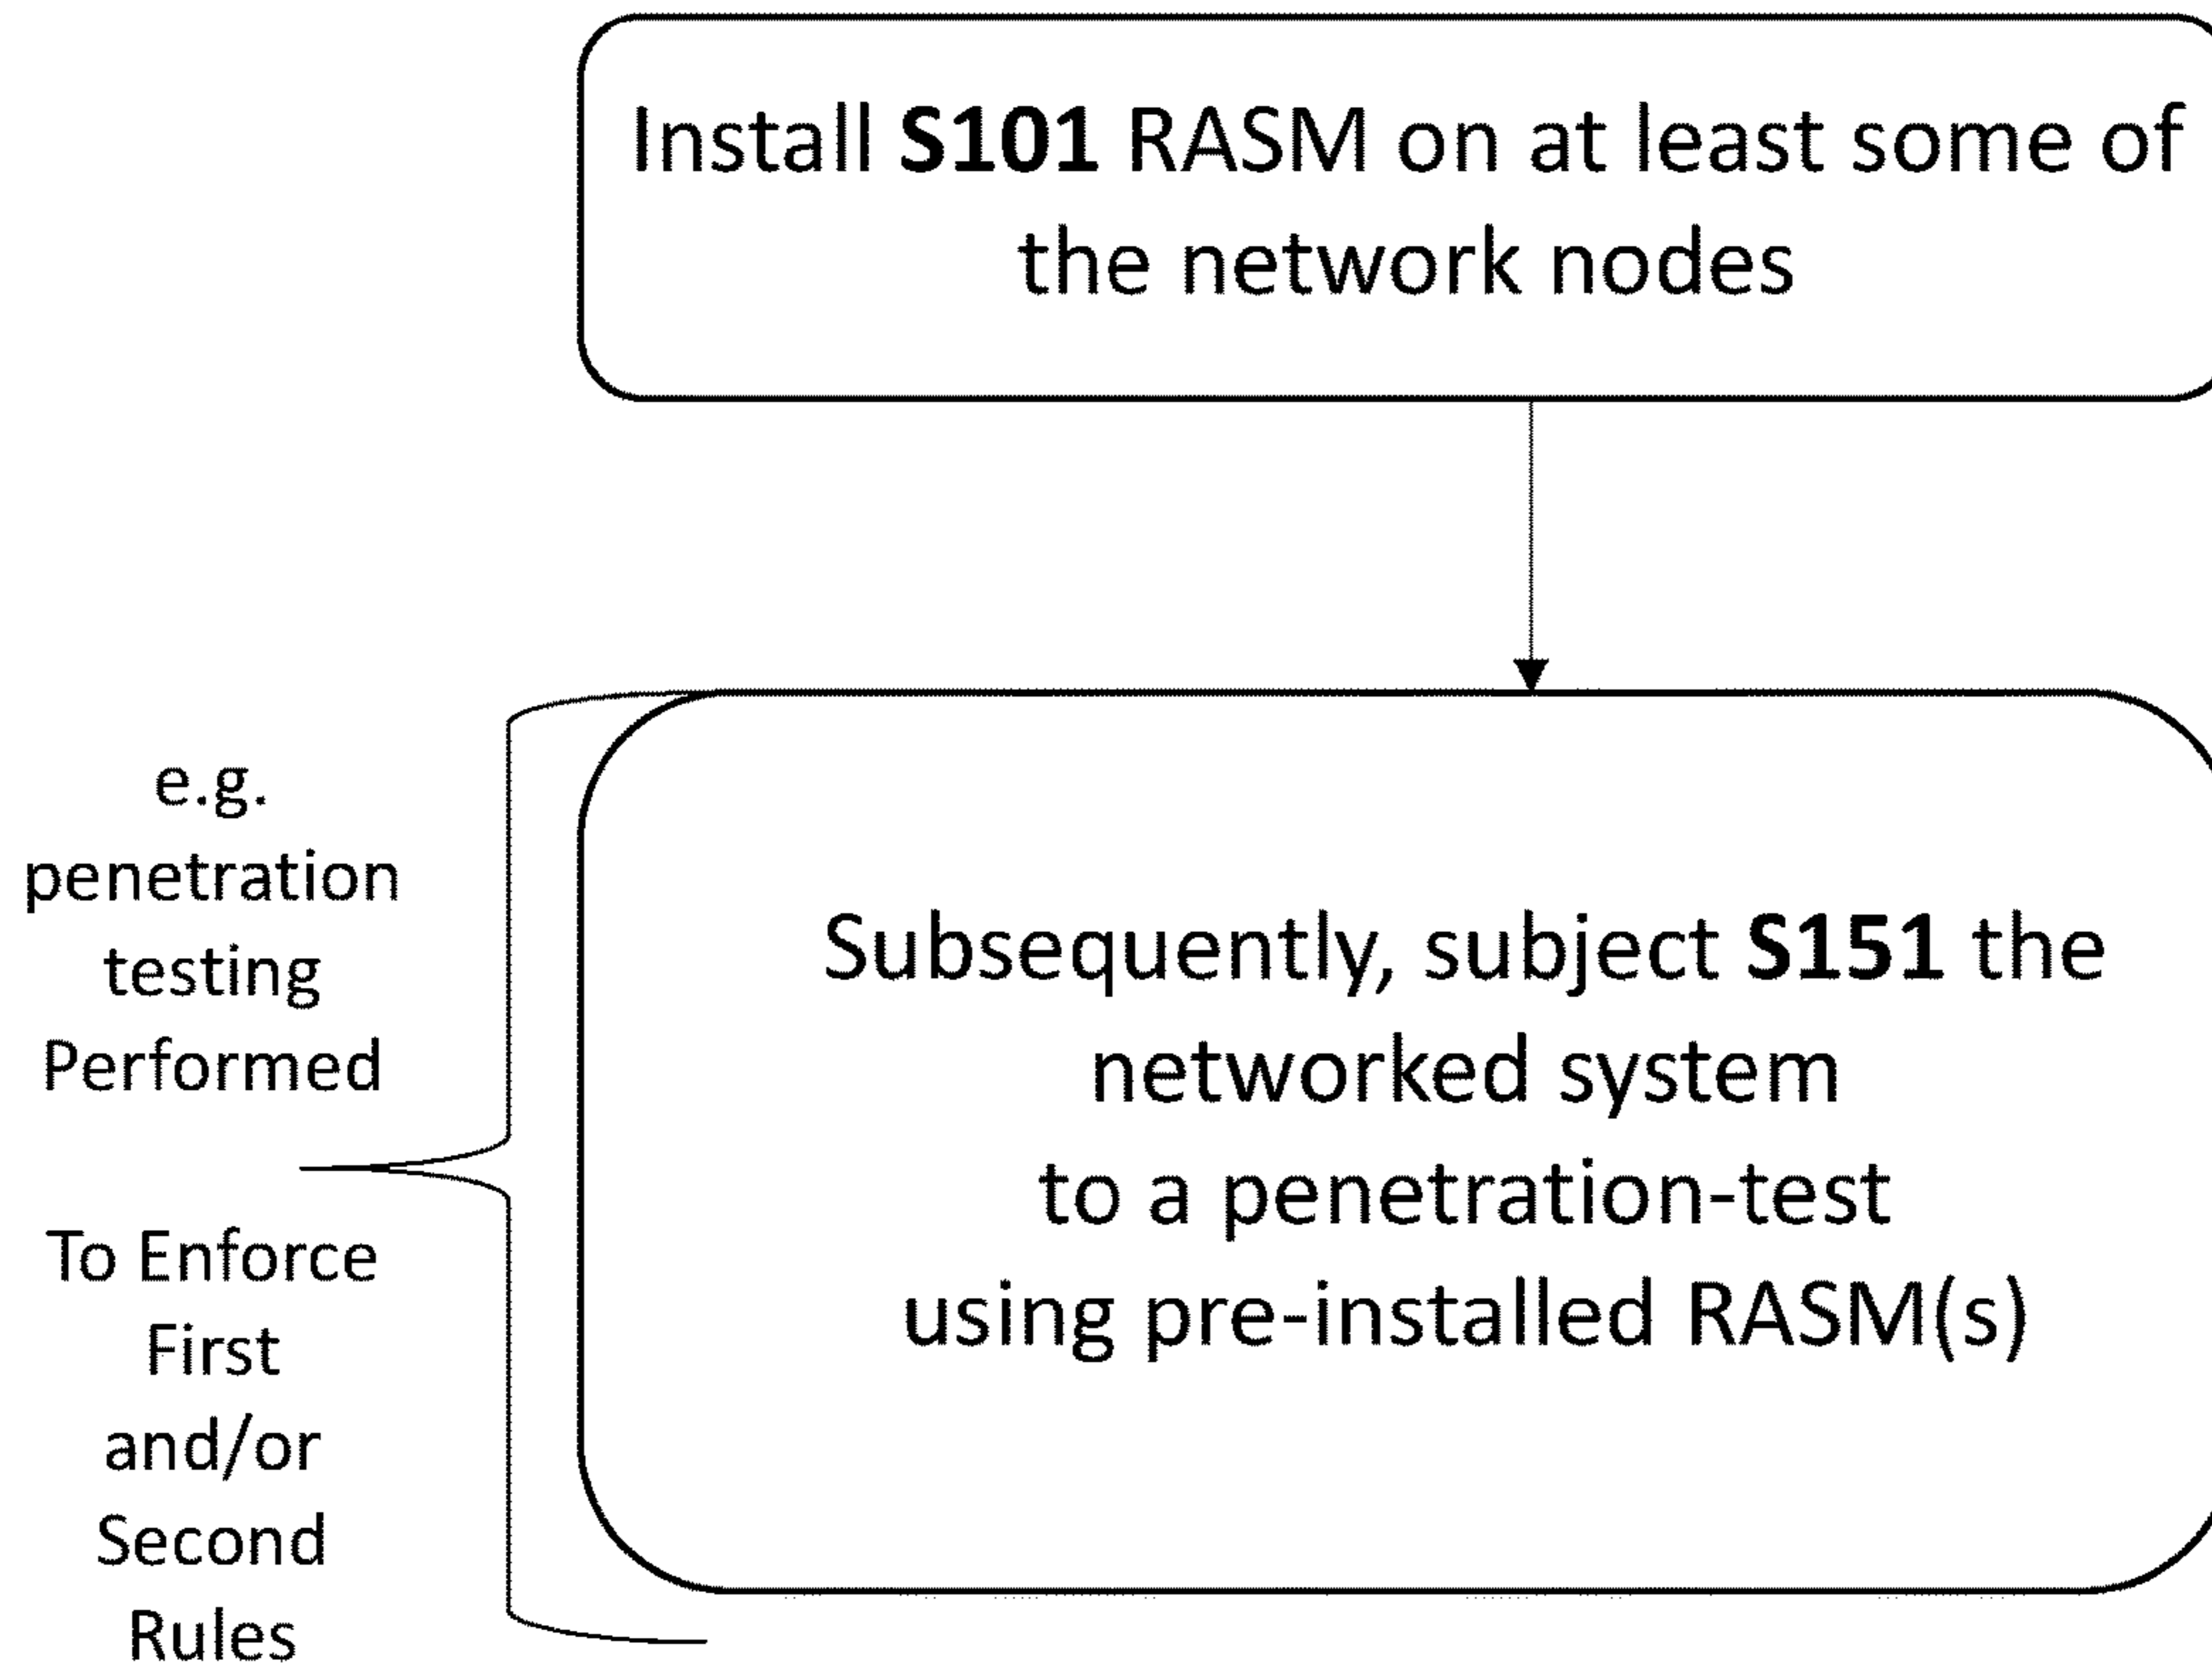 Install S101 RASM on at least some of
the network nodes
e.g.
penetration
testing
Performed
To Enforce
First
and/or
Second
Rules
Subsequently, subject S151 the
networked system
to a penetration-test
using pre-installed RASM(s)